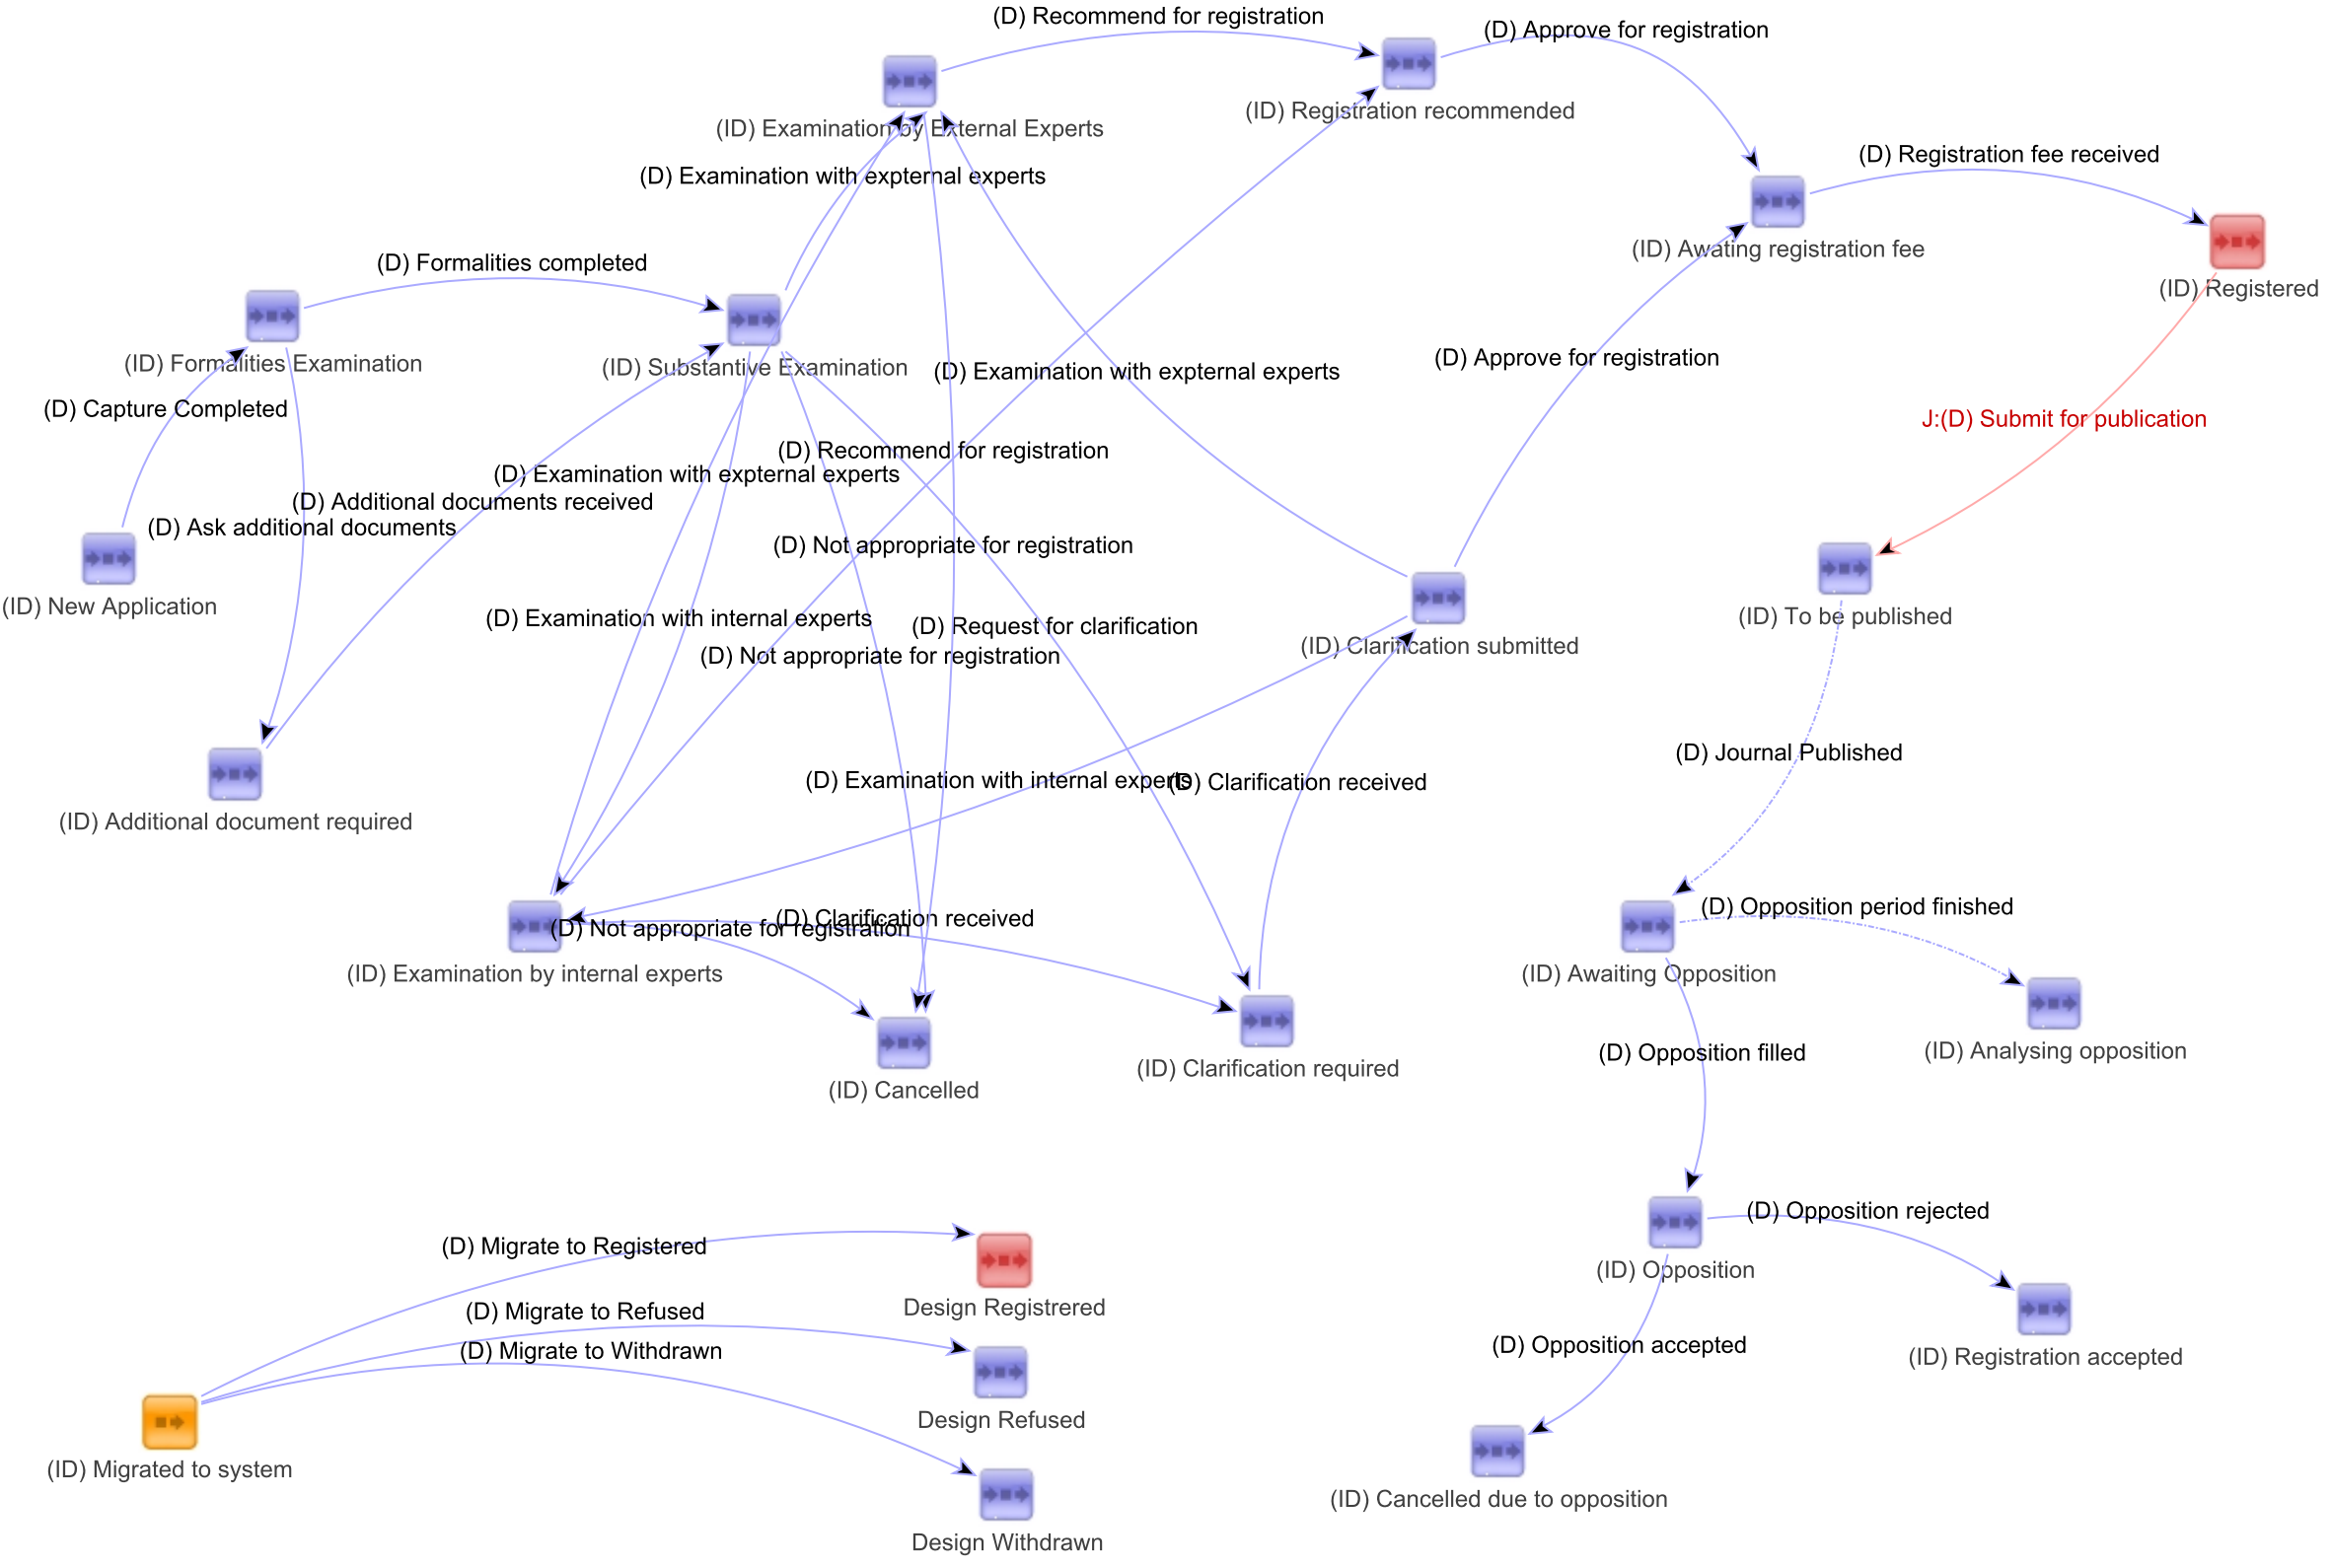 (D) Recommend for registration
(D) Approve for registration
(ID) Registration recommended
(ID) Examination by External Experts
(D) Registration fee received
(D) Examination with expternal experts
(ID) Awating registration fee
(D) Formalities completed
(ID) Registered
(ID) Formalities Examination
(ID) Substantive Examination
(D) Examination with expternal experts
(D) Approve for registration
(D) Capture Completed
J:(D) Submit for publication
(D) Recommend for registration
(D) Examination with expternal experts
(D) Additional documents received
(D) Ask additional documents
(D) Not appropriate for registration
(ID) New Application
(D) Examination with internal experts
(D) Request for clarification
(ID) To be published
(ID) Clarification submitted
(D) Not appropriate for registration
(D) Journal Published
(D) Examination with internal experts
(D) Clarification received
(ID) Additional document required
(D) Opposition period finished
(D) Clarification received
(D) Not appropriate for registration
(ID) Examination by internal experts
(ID) Awaiting Opposition
(D) Opposition filled
(ID) Analysing opposition
(ID) Clarification required
(ID) Cancelled
(D) Opposition rejected
(D) Migrate to Registered
(ID) Opposition
Design Registrered
(D) Migrate to Refused
(D) Opposition accepted
(D) Migrate to Withdrawn
(ID) Registration accepted
Design Refused
(ID) Migrated to system
(ID) Cancelled due to opposition
Design Withdrawn